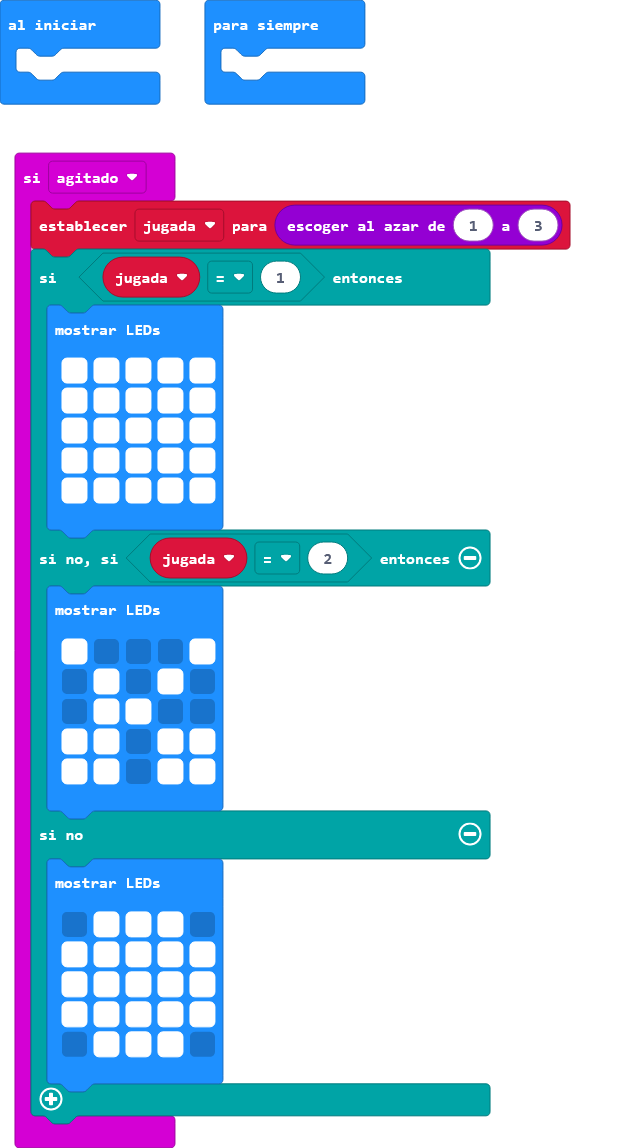 al iniciar
para siempre
si agitado
establecer jugada para escoger al azar de 1 a 3
si jugada = 1 entonces
mostrar LEDs
si no, si jugada = 2 entonces
mostrar LEDs
si no
mostrar LEDs